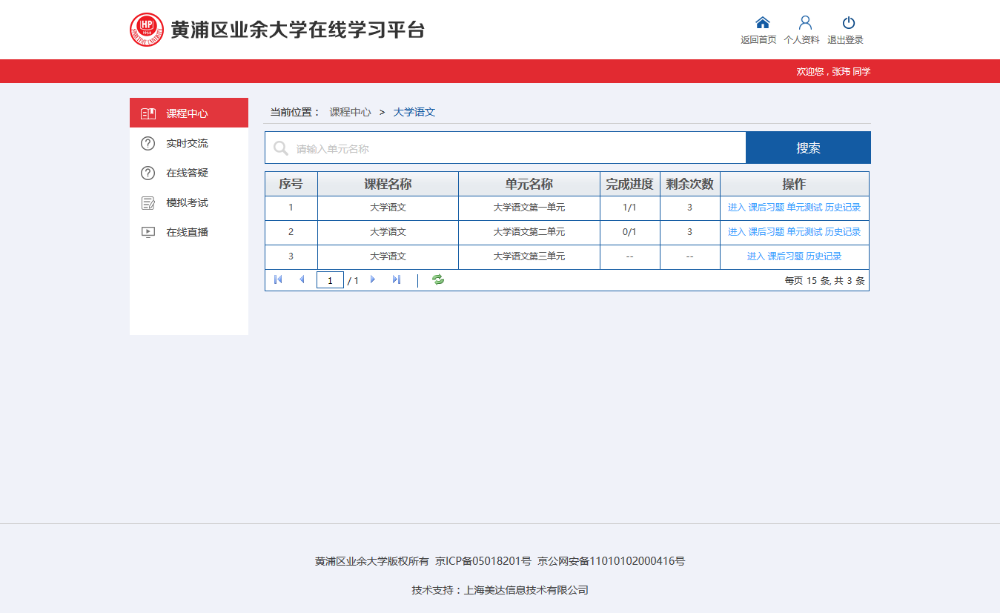 HP
1958
黄浦区业余大学在线学习平台
返回首页 个人资料 退出登录
欢迎您，张玮 同学
课程中心
实时交流
在线答疑
模拟考试
在线直播
当前位置： 课程中心 > 大学语文
请输入单元名称 搜索
序号 课程名称 单元名称 完成进度 剩余次数 操作
1 大学语文 大学语文第一单元 1/1 3 进入 课后习题 单元测试 历史记录
2 大学语文 大学语文第二单元 0/1 3 进入 课后习题 单元测试 历史记录
3 大学语文 大学语文第三单元 -- -- 进入 课后习题 历史记录
1 / 1 每页 15 条, 共 3 条
黄浦区业余大学版权所有 京ICP备05018201号 京公网安备11010102000416号
技术支持：上海美达信息技术有限公司